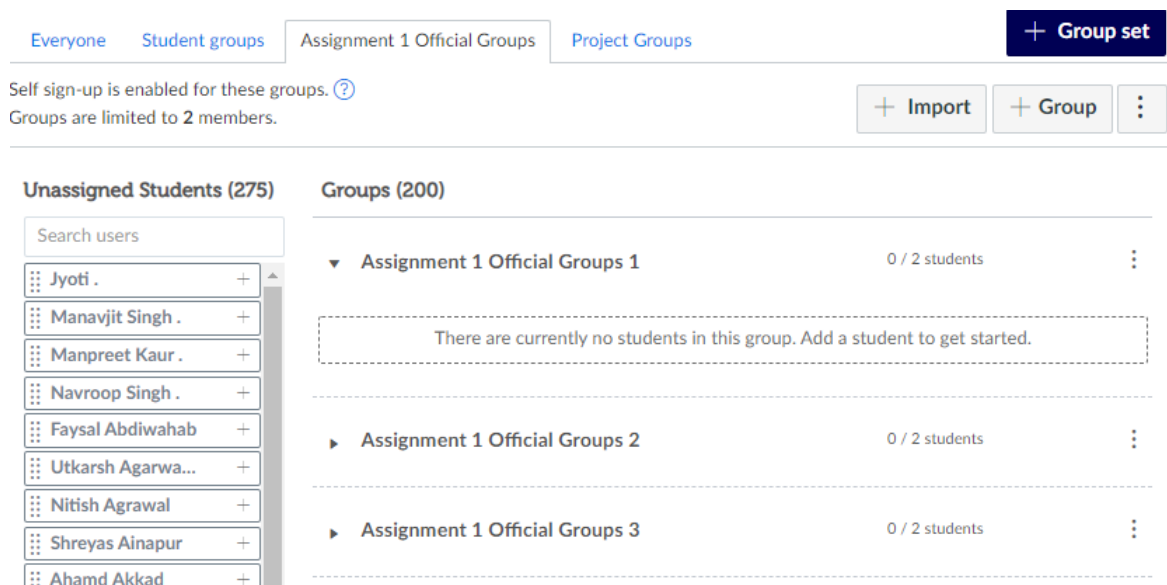 Everyone Student groups Assignment 1 Official Groups Project Groups + Group set
Self sign-up is enabled for these groups. ?
Groups are limited to 2 members.
+ Import + Group
Unassigned Students (275)
Search users
Jyoti . +
Manavjit Singh . +
Manpreet Kaur . +
Navroop Singh . +
Faysal Abdiwahab +
Utkarsh Agarwa... +
Nitish Agrawal +
Shreyas Ainapur +
Ahamd Akkad +
Groups (200)
Assignment 1 Official Groups 1 0 / 2 students
There are currently no students in this group. Add a student to get started.
Assignment 1 Official Groups 2 0 / 2 students
Assignment 1 Official Groups 3 0 / 2 students